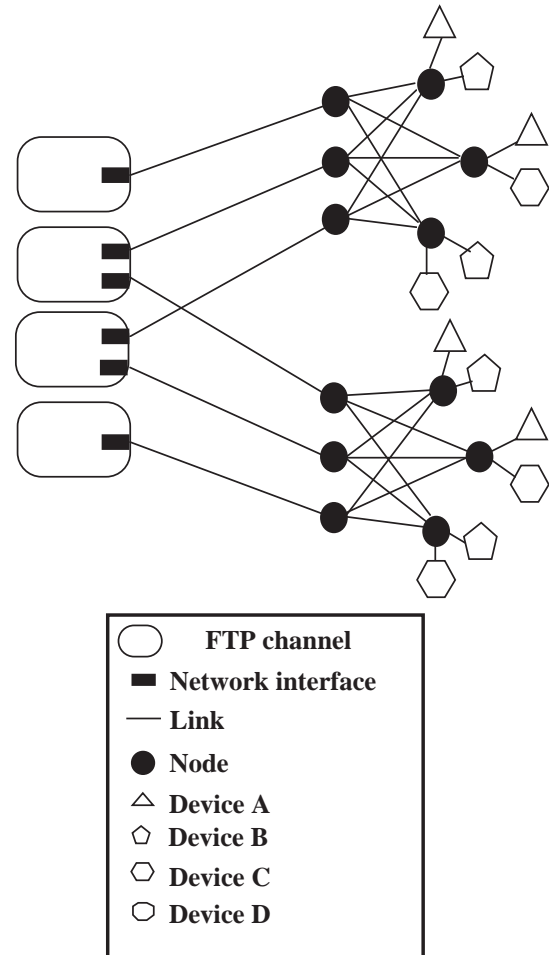 FTP channel
Network interface
Link
Node
Device A
Device B
Device C
Device D